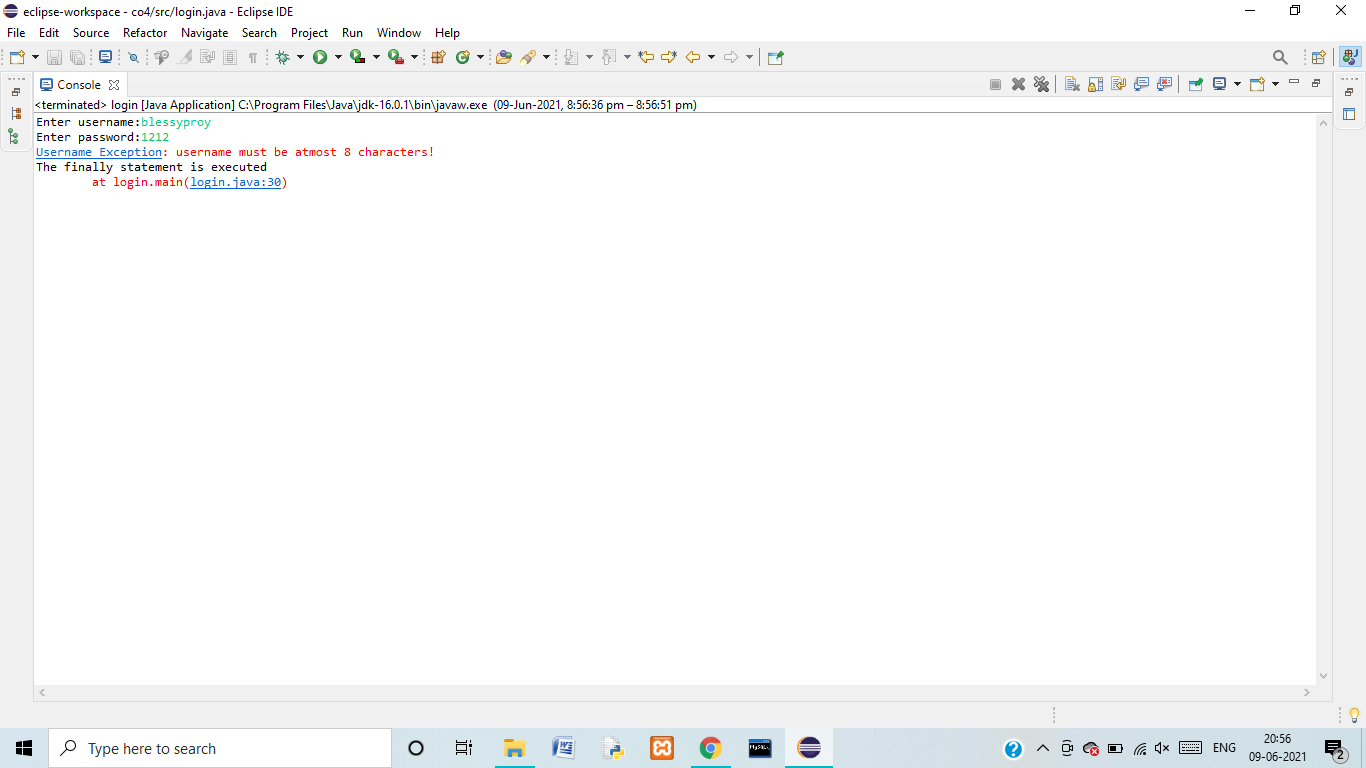 eclipse-workspace - co4/src/login.java - Eclipse IDE
File Edit Source Refactor Navigate Search Project Run Window Help
Console
<terminated> login [Java Application] C:\Program Files\Java\jdk-16.0.1\bin\javaw.exe (09-Jun-2021, 8:56:36 pm – 8:56:51 pm)
Enter username:blessyproy
Enter password:1212
Username Exception: username must be atmost 8 characters!
The finally statement is executed
at login.main(login.java:30)
Type here to search
ENG
20:56
09-06-2021
2